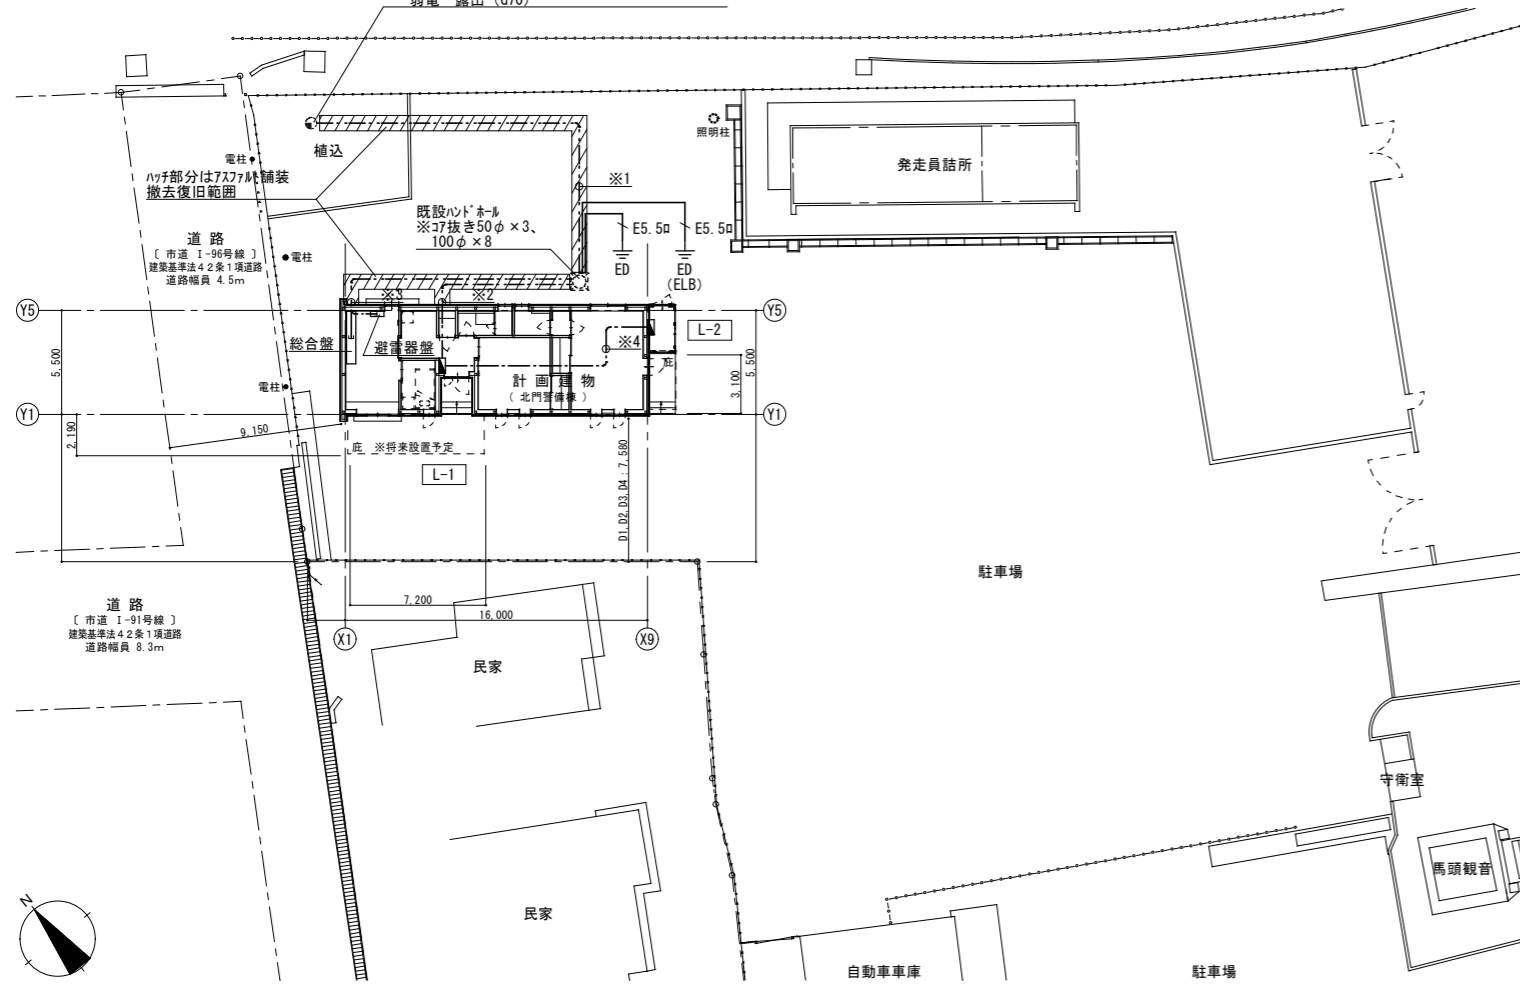 弱電 露出 (G70)
照明柱
植込
発走員詰所
電柱
※1
ハッチ部分はアスファルト舗装
撤去復旧範囲
既設ハンドホール
※コア抜き50φ×3、
100φ×8
E5.5□
E5.5□
道 路
〔 市道 I-96号線 〕
建築基準法42条1項道路
道路幅員 4.5m
電柱
ED
ED
(ELB)
※3
※2
Y5
Y5
L-2
総合盤
避雷器盤
※4
庇
5,500
3,100
5,500
計 画 建 物
( 北門警備棟 )
電柱
Y1
Y1
2,190
9,150
庇 ※将来設置予定
L-1
D1,D2,D3,D4 : 7,580
駐車場
道 路
〔 市道 I-91号線 〕
建築基準法42条1項道路
道路幅員 8.3m
7,200
16,000
X1
X9
民家
守衛室
馬頭観音
N
民家
自動車車庫
駐車場